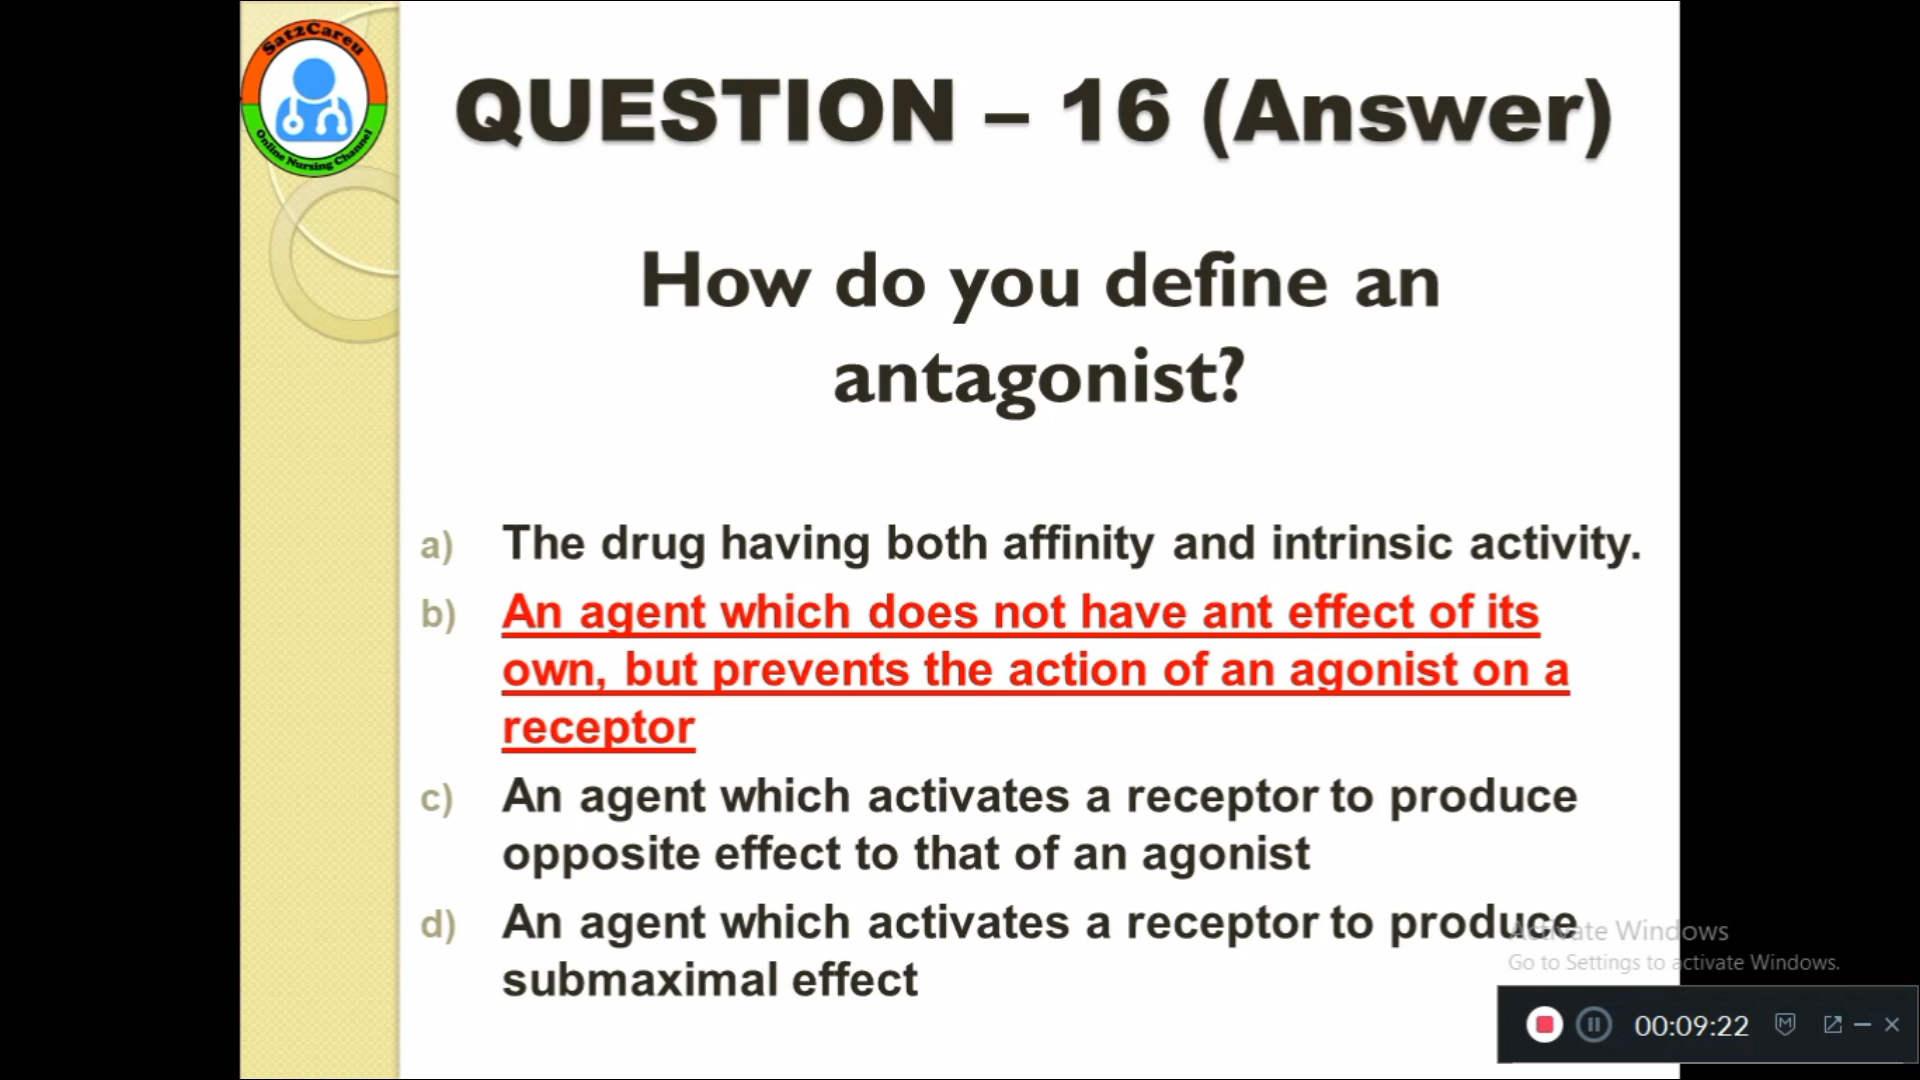 Sat2Careu
Online Nursing Channel
QUESTION – 16 (Answer)
How do you define an
antagonist?
a) The drug having both affinity and intrinsic activity.
b) An agent which does not have ant effect of its
own, but prevents the action of an agonist on a
receptor
c) An agent which activates a receptor to produce
opposite effect to that of an agonist
d) An agent which activates a receptor to produce
submaximal effect
Activate Windows
Go to Settings to activate Windows.
00:09:22